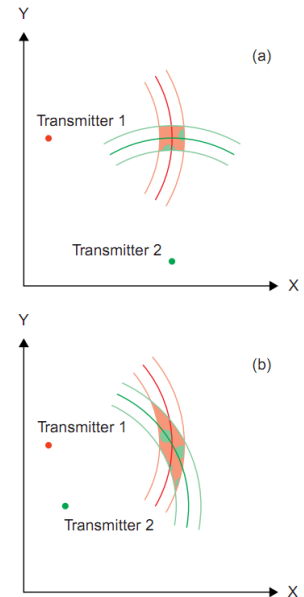 Y
(a)
Transmitter 1
Transmitter 2
X
Y
(b)
Transmitter 1
Transmitter 2
X